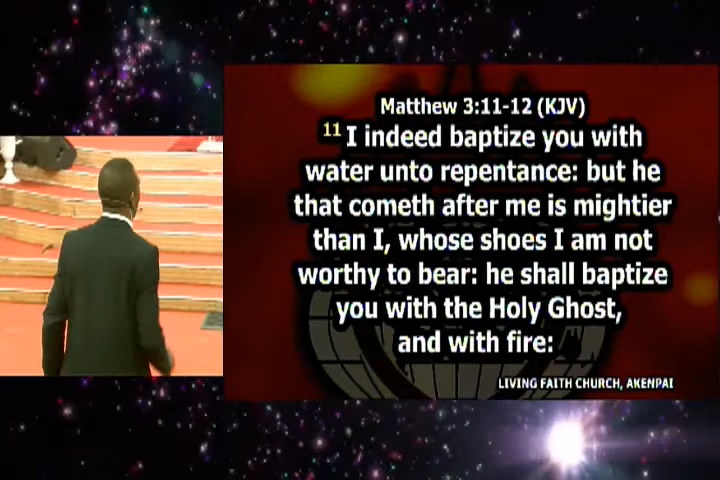 Matthew 3:11-12 (KJV)
11 I indeed baptize you with
water unto repentance: but he
that cometh after me is mightier
than I, whose shoes I am not
worthy to bear: he shall baptize
you with the Holy Ghost,
and with fire:
LIVING FAITH CHURCH, AKENPAI